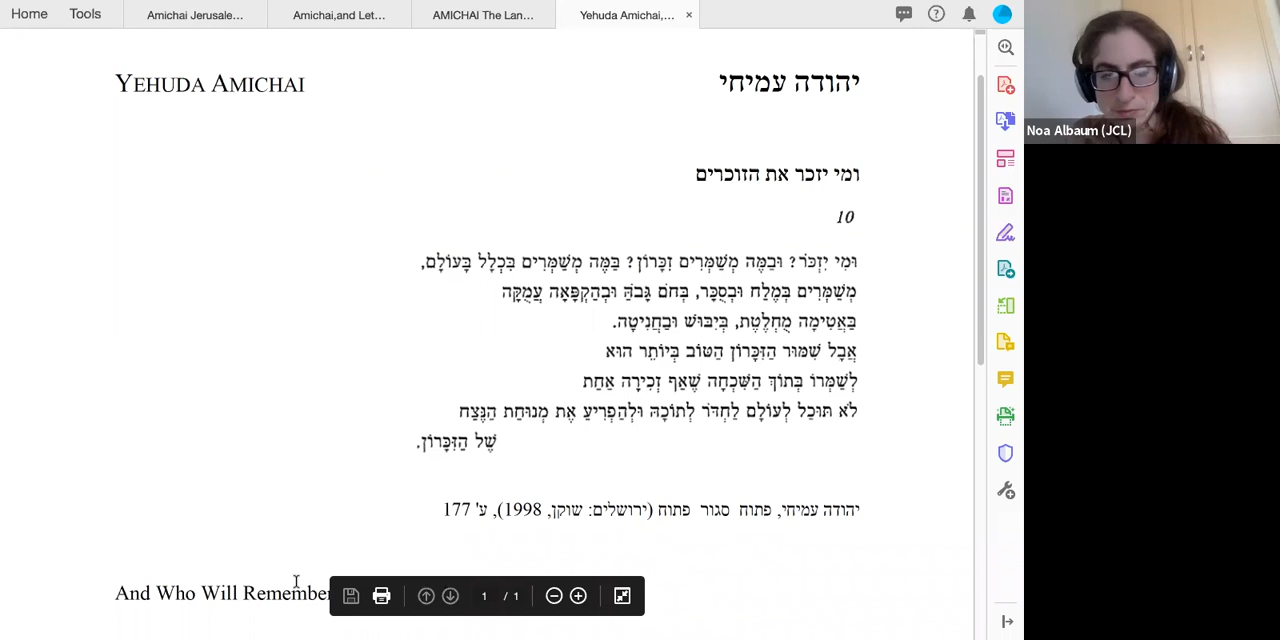 Home Tools Amichai Jerusale... Amichai,and Let... AMICHAI The Lan... Yehuda Amichai,... ×
YEHUDA AMICHAI
יהודה עמיחי
ומי יזכר את הזוכרים
10
וּמִי יִזְכֹּר? וּבַמֶּה מְשַׁמְּרִים זִכָּרוֹן? בַּמֶּה מְשַׁמְּרִים בִּכְלָל בָּעוֹלָם,
מְשַׁמְּרִים בְּמֶלַח וּבְסֻכָּר, בְּחֹם גָּבוֹהַּ וּבְהַקְפָּאָה עֲמֻקָּה
בַּאֲטִימָה מֻחְלֶטֶת, בְּיִבּוּשׁ וּבַחֲנִיטָה.
אֲבָל שִׁמּוּר הַזִּכָּרוֹן הַטּוֹב בְּיוֹתֵר הוּא
לְשַׁמְּרוֹ בְּתוֹךְ הַשִּׁכְחָה שֶׁאַף זְכִירָה אַחַת
לֹא תּוּכַל לְעוֹלָם לַחְדֹּר לְתוֹכָהּ וּלְהַפְרִיעַ אֶת מְנוּחַת הַנֶּצַח
שֶׁל הַזִּכָּרוֹן.
יהודה עמיחי, פתוח סגור פתוח (ירושלים: שוקן, 1998), ע' 177
And Who Will Remember
1 / 1
Noa Albaum (JCL)